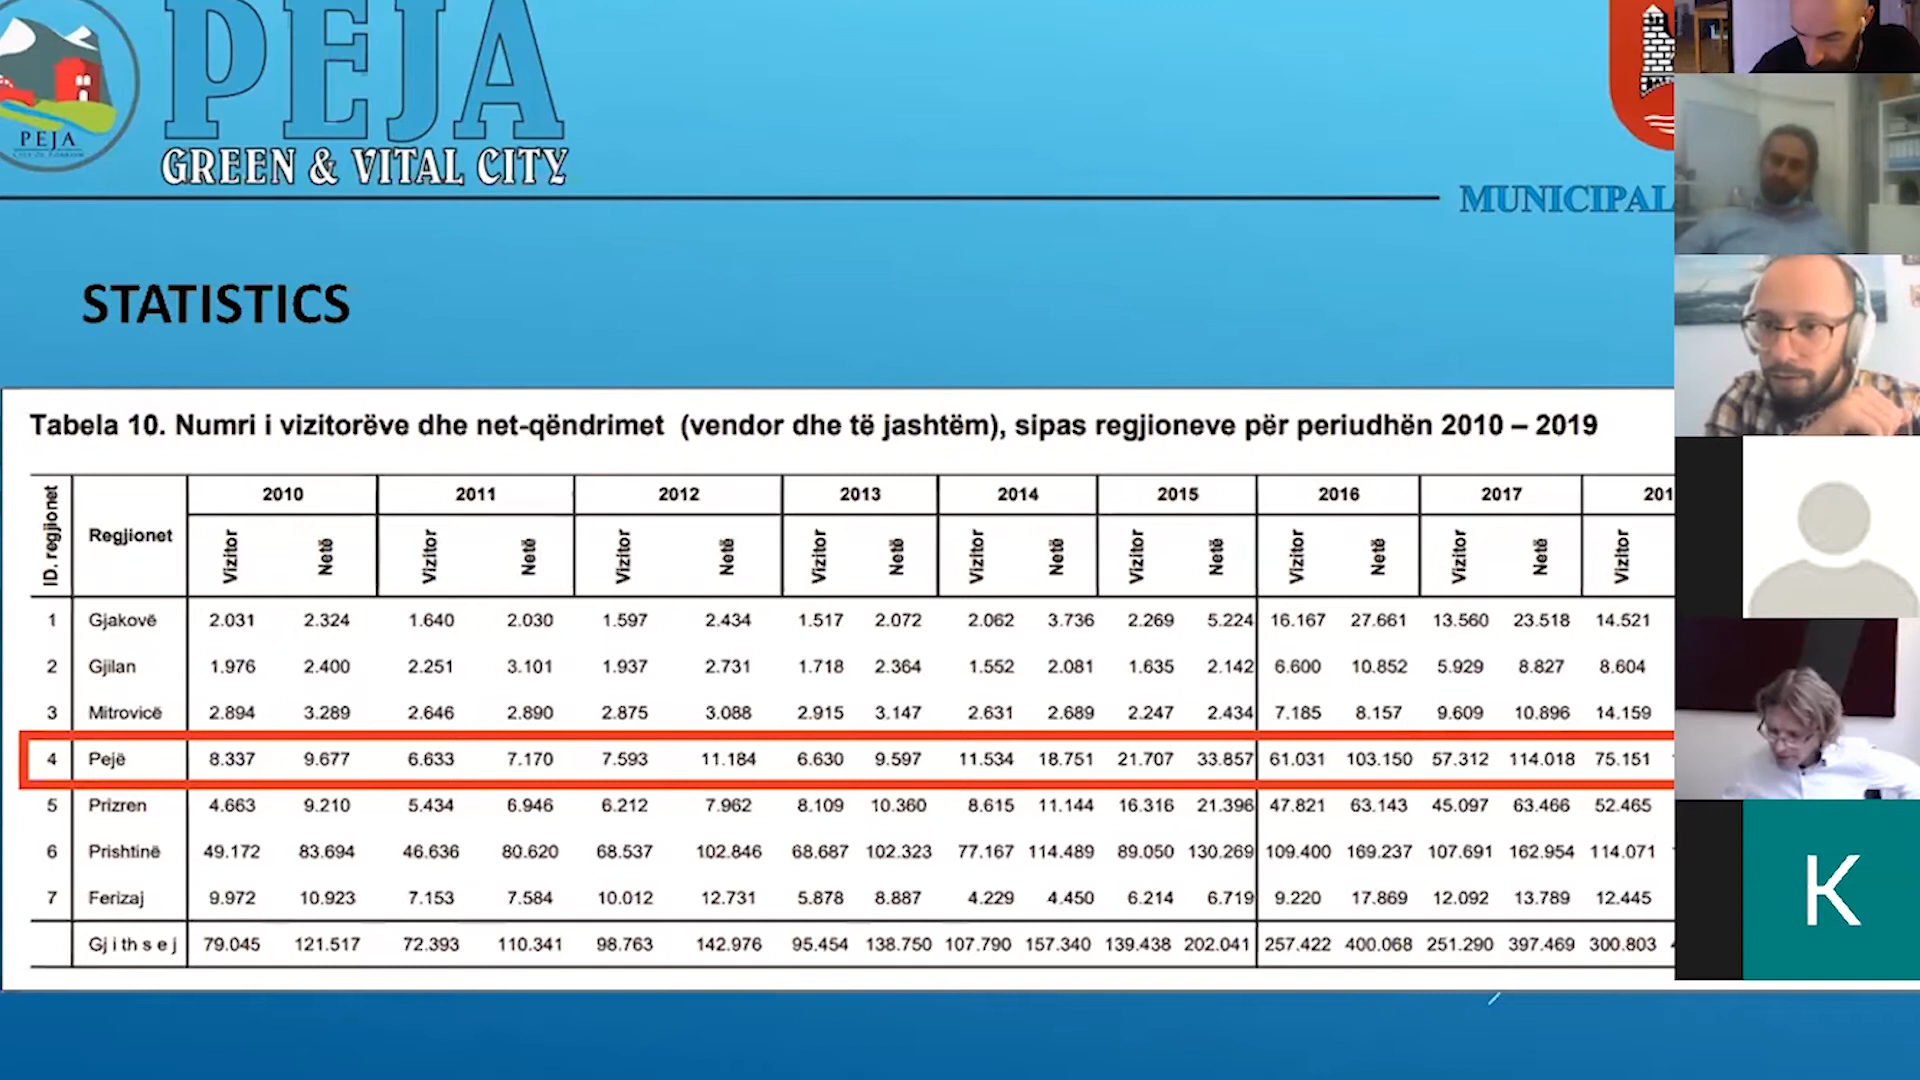 PEJA
PEJA
GREEN & VITAL CITY
MUNICIPAL
STATISTICS
Tabela 10. Numri i vizitorëve dhe net-qëndrimet (vendor dhe të jashtëm), sipas regjioneve për periudhën 2010 – 2019
ID. regjionet Regjionet 2010 2011 2012 2013 2014 2015 2016 2017 201
Vizitor Netë Vizitor Netë Vizitor Netë Vizitor Netë Vizitor Netë Vizitor Netë Vizitor Netë Vizitor Netë Vizitor
1 Gjakovë 2.031 2.324 1.640 2.030 1.597 2.434 1.517 2.072 2.062 3.736 2.269 5.224 16.167 27.661 13.560 23.518 14.521
2 Gjilan 1.976 2.400 2.251 3.101 1.937 2.731 1.718 2.364 1.552 2.081 1.635 2.142 6.600 10.852 5.929 8.827 8.604
3 Mitrovicë 2.894 3.289 2.646 2.890 2.875 3.088 2.915 3.147 2.631 2.689 2.247 2.434 7.185 8.157 9.609 10.896 14.159
4 Pejë 8.337 9.677 6.633 7.170 7.593 11.184 6.630 9.597 11.534 18.751 21.707 33.857 61.031 103.150 57.312 114.018 75.151
5 Prizren 4.663 9.210 5.434 6.946 6.212 7.962 8.109 10.360 8.615 11.144 16.316 21.396 47.821 63.143 45.097 63.466 52.465
6 Prishtinë 49.172 83.694 46.636 80.620 68.537 102.846 68.687 102.323 77.167 114.489 89.050 130.269 109.400 169.237 107.691 162.954 114.071
7 Ferizaj 9.972 10.923 7.153 7.584 10.012 12.731 5.878 8.887 4.229 4.450 6.214 6.719 9.220 17.869 12.092 13.789 12.445
Gj i th s e j 79.045 121.517 72.393 110.341 98.763 142.976 95.454 138.750 107.790 157.340 139.438 202.041 257.422 400.068 251.290 397.469 300.803
K